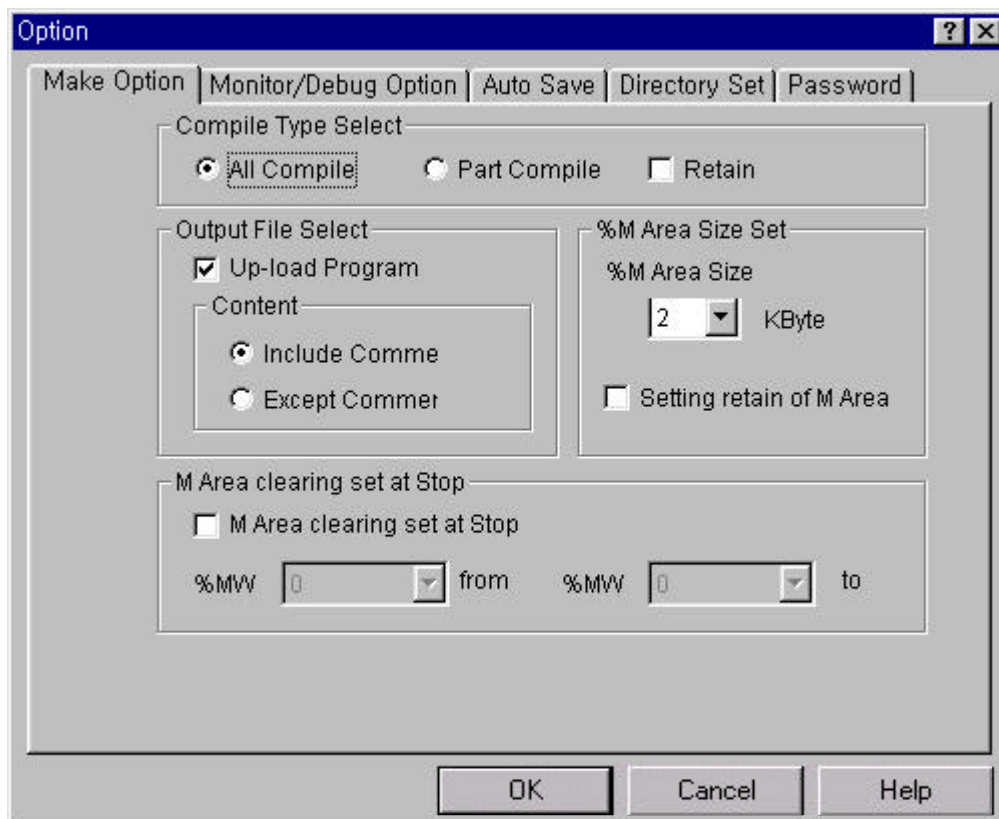 Option
Make Option Monitor/Debug Option Auto Save Directory Set Password
Compile Type Select
All Compile Part Compile Retain
Output File Select
Up-load Program
Content
Include Comme
Except Commer
%M Area Size Set
%M Area Size
2 KByte
Setting retain of M Area
M Area clearing set at Stop
M Area clearing set at Stop
%MW 0 from %MW 0 to
OK Cancel Help